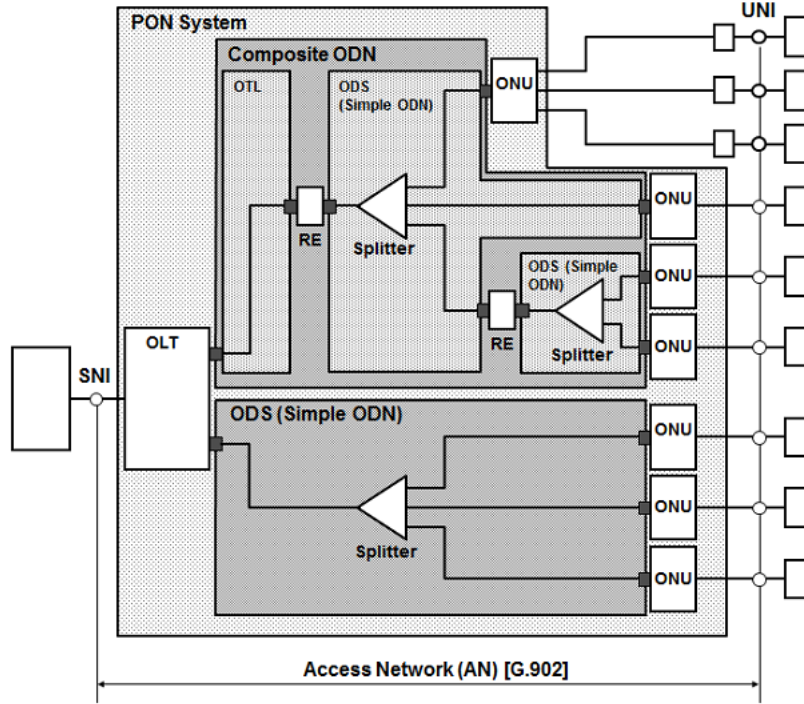 PON System
UNI
Composite ODN
OTL
ODS
(Simple ODN)
ONU
ONU
RE
Splitter
ODS (Simple
ODN)
ONU
RE
Splitter
ONU
OLT
SNI
ODS (Simple ODN)
ONU
ONU
Splitter
ONU
Access Network (AN) [G.902]